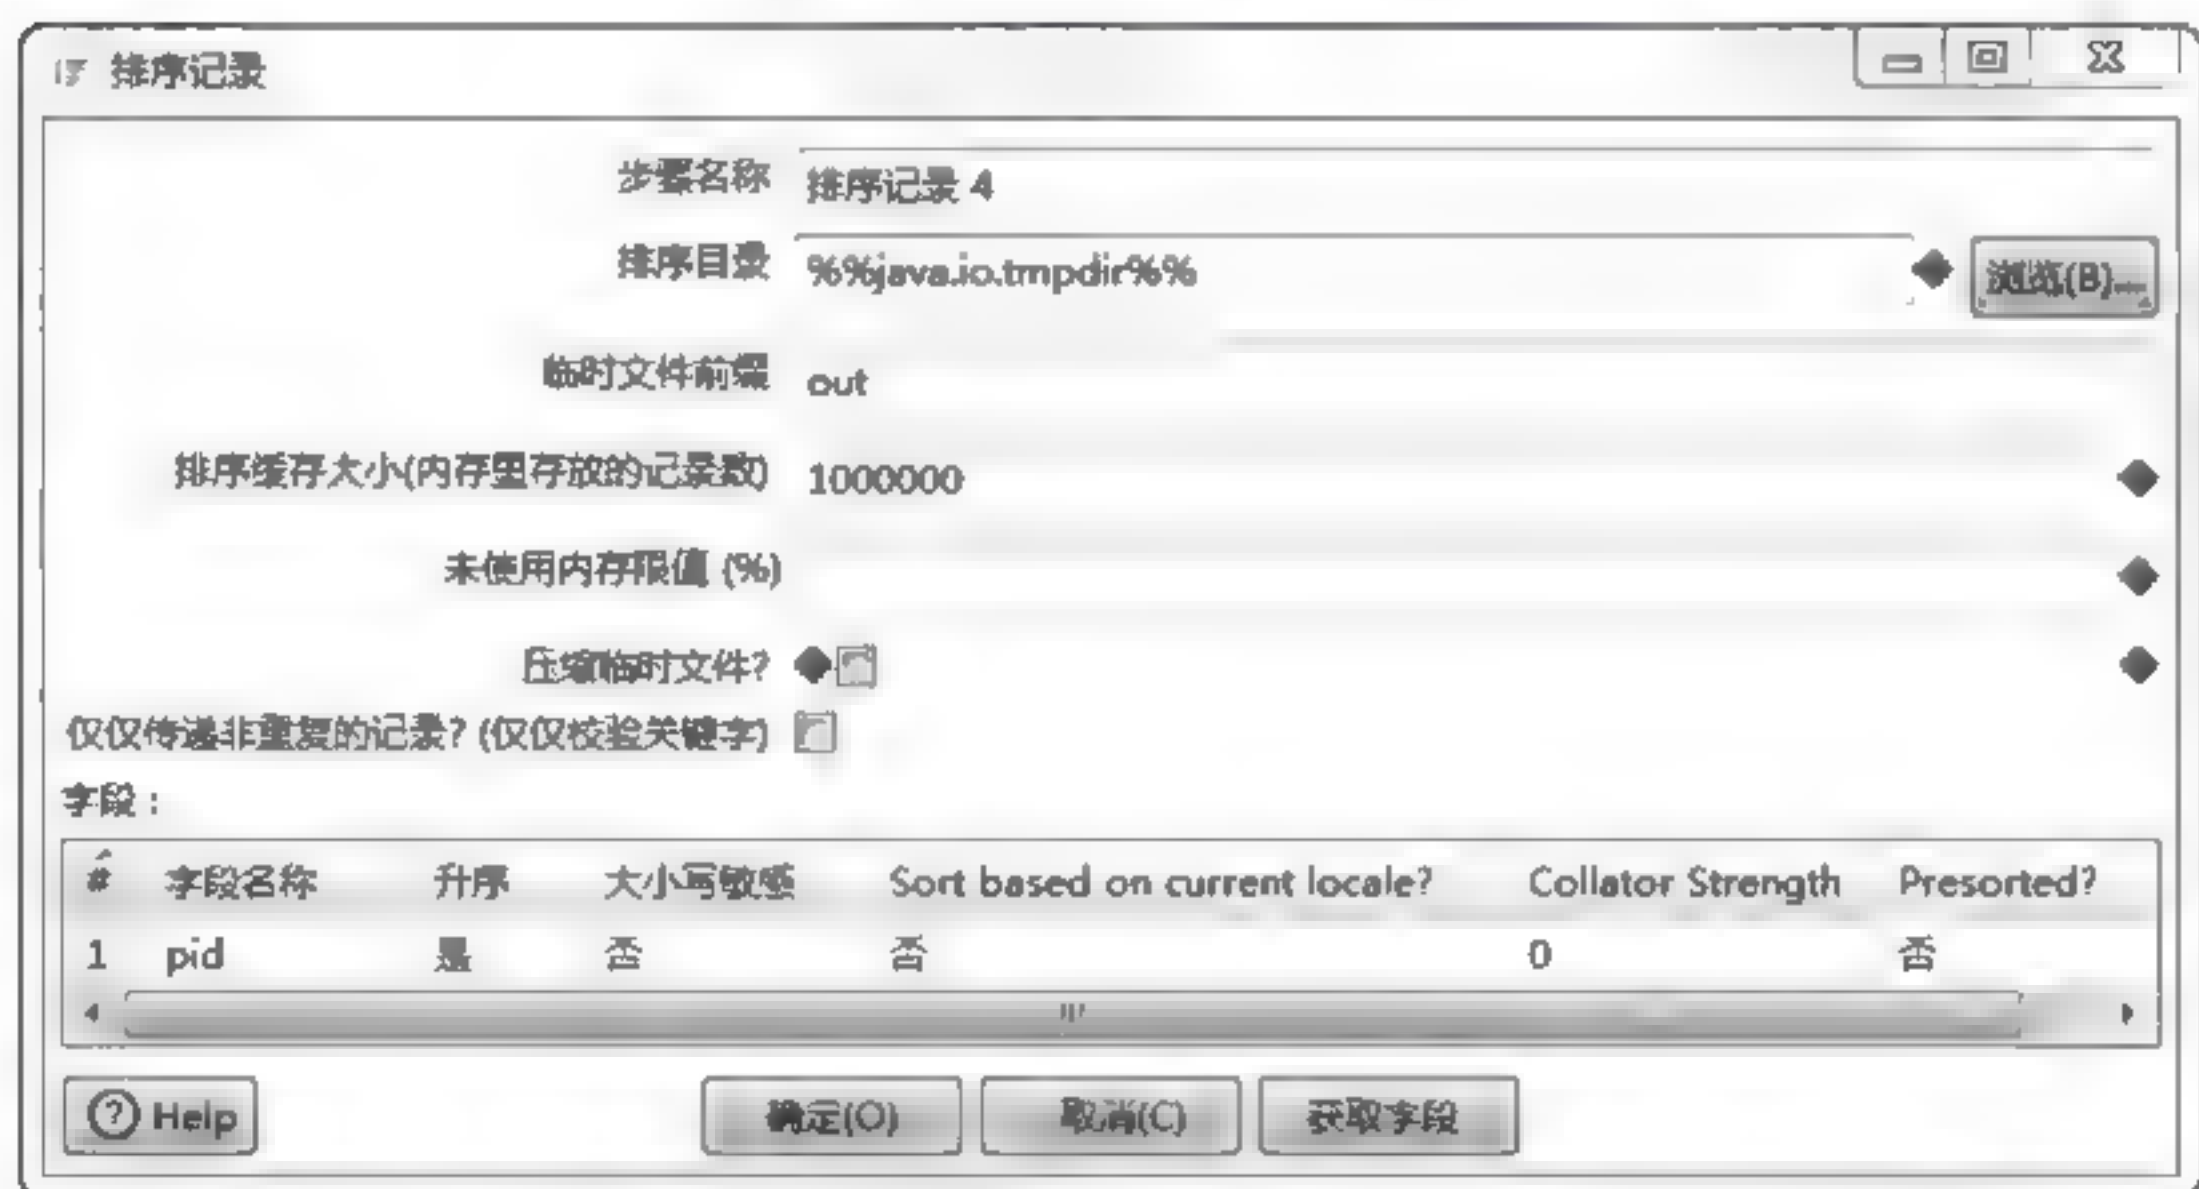 排序记录
步骤名称 排序记录 4
排序目录 %%java.io.tmpdir%% 浏览(B)...
临时文件前缀 out
排序缓存大小(内存里存放的记录数) 1000000
未使用内存限值 (%)
压缩临时文件?
仅仅传递非重复的记录? (仅仅校验关键字)
字段：
# 字段名称 升序 大小写敏感 Sort based on current locale? Collator Strength Presorted?
1 pid 是 否 否 0 否
Help 确定(O) 取消(C) 获取字段